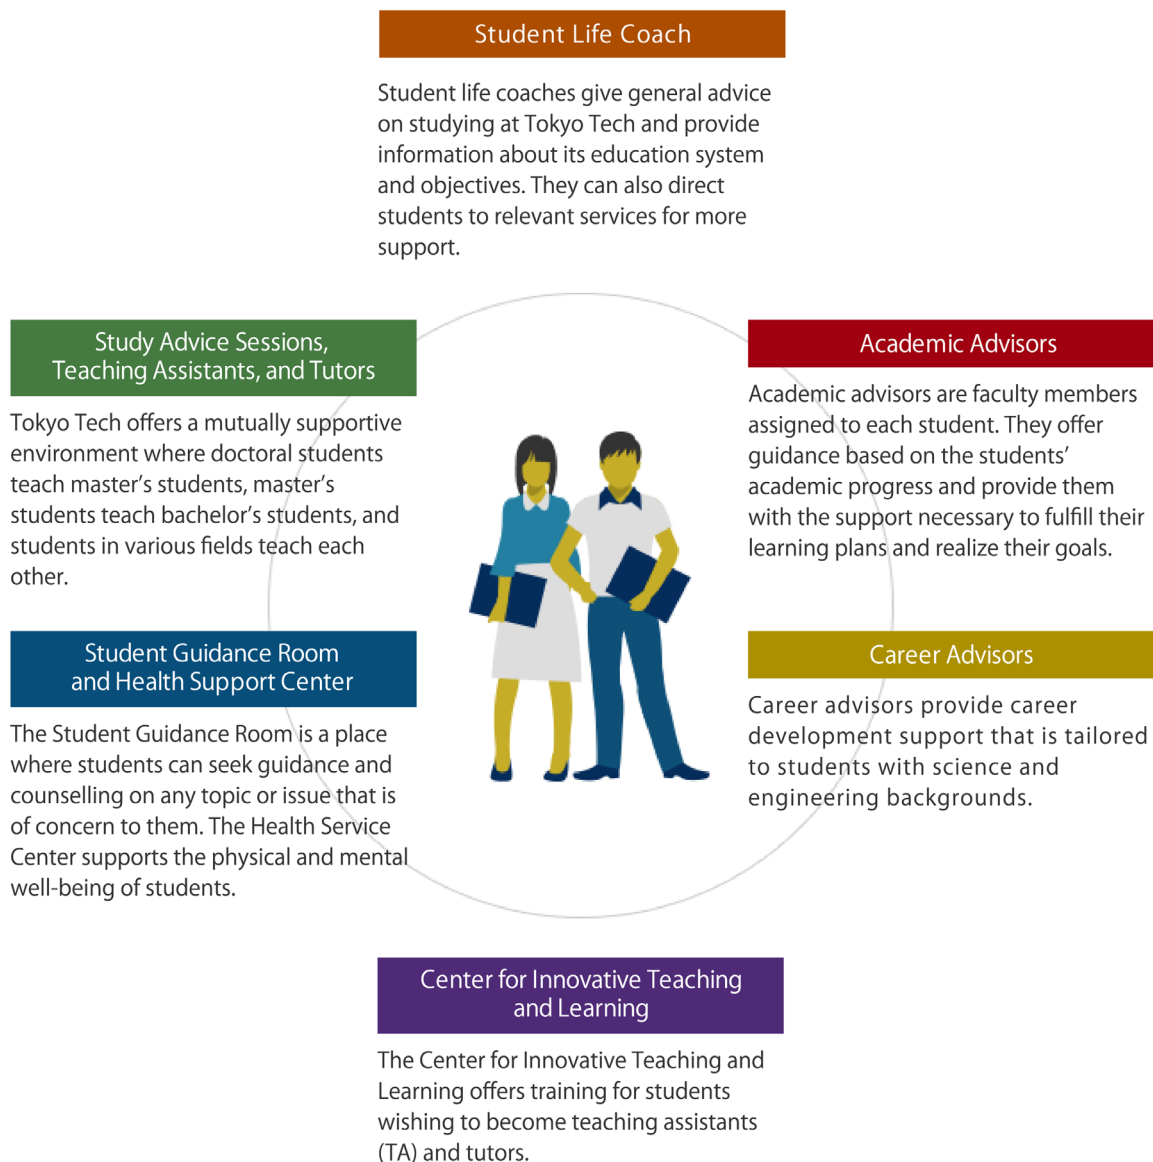 Student Life Coach
Student life coaches give general advice
on studying at Tokyo Tech and provide
information about its education system
and objectives. They can also direct
students to relevant services for more
support.
Study Advice Sessions,
Teaching Assistants, and Tutors
Tokyo Tech offers a mutually supportive
environment where doctoral students
teach master’s students, master’s
students teach bachelor’s students, and
students in various fields teach each
other.
Academic Advisors
Academic advisors are faculty members
assigned to each student. They offer
guidance based on the students’
academic progress and provide them
with the support necessary to fulfill their
learning plans and realize their goals.
Student Guidance Room
and Health Support Center
The Student Guidance Room is a place
where students can seek guidance and
counselling on any topic or issue that is
of concern to them. The Health Service
Center supports the physical and mental
well-being of students.
Career Advisors
Career advisors provide career
development support that is tailored
to students with science and
engineering backgrounds.
Center for Innovative Teaching
and Learning
The Center for Innovative Teaching and
Learning offers training for students
wishing to become teaching assistants
(TA) and tutors.